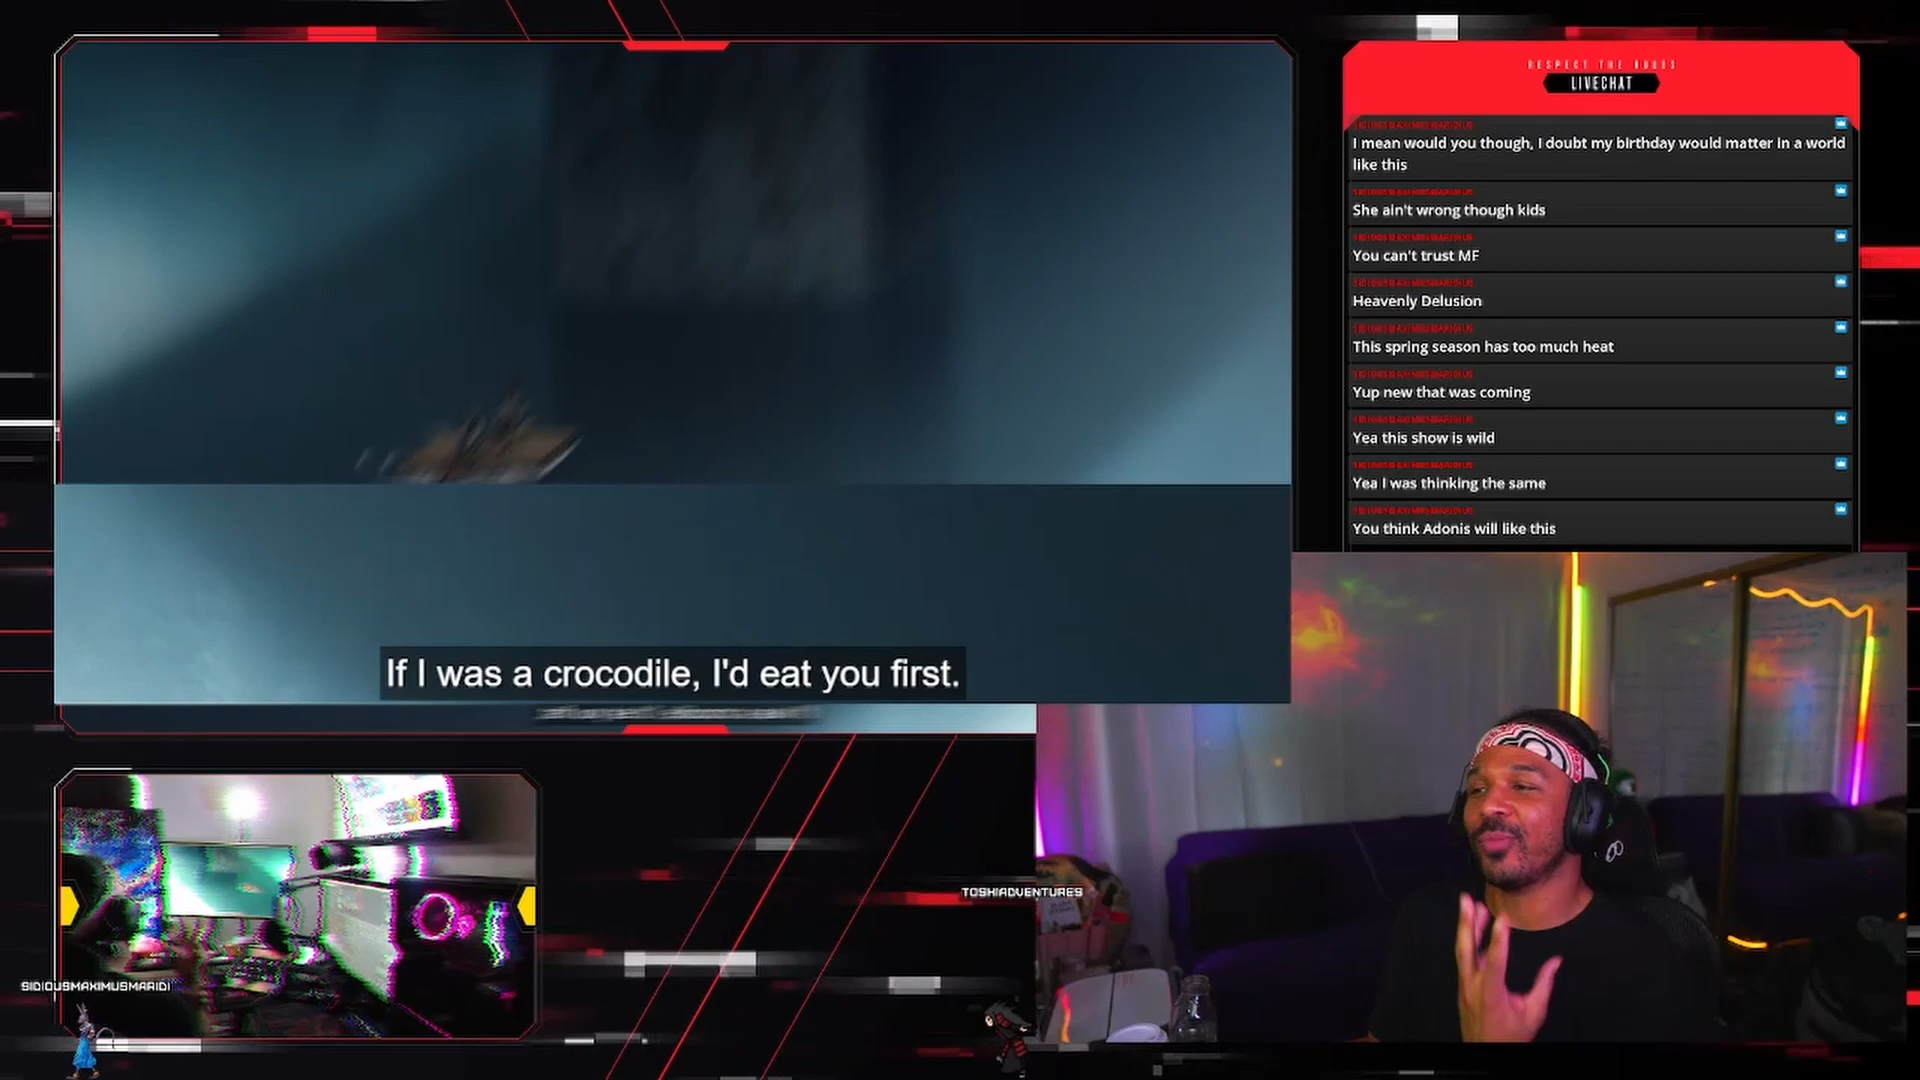 RESPECT THE RULES
LIVECHAT
I mean would you though, I doubt my birthday would matter in a world
like this
She ain't wrong though kids
You can't trust MF
Heavenly Delusion
This spring season has too much heat
Yup new that was coming
Yea this show is wild
Yea I was thinking the same
You think Adonis will like this
If I was a crocodile, I'd eat you first.
TOSHIADVENTURES
SIDIOUSMAXIMUSMARIDI